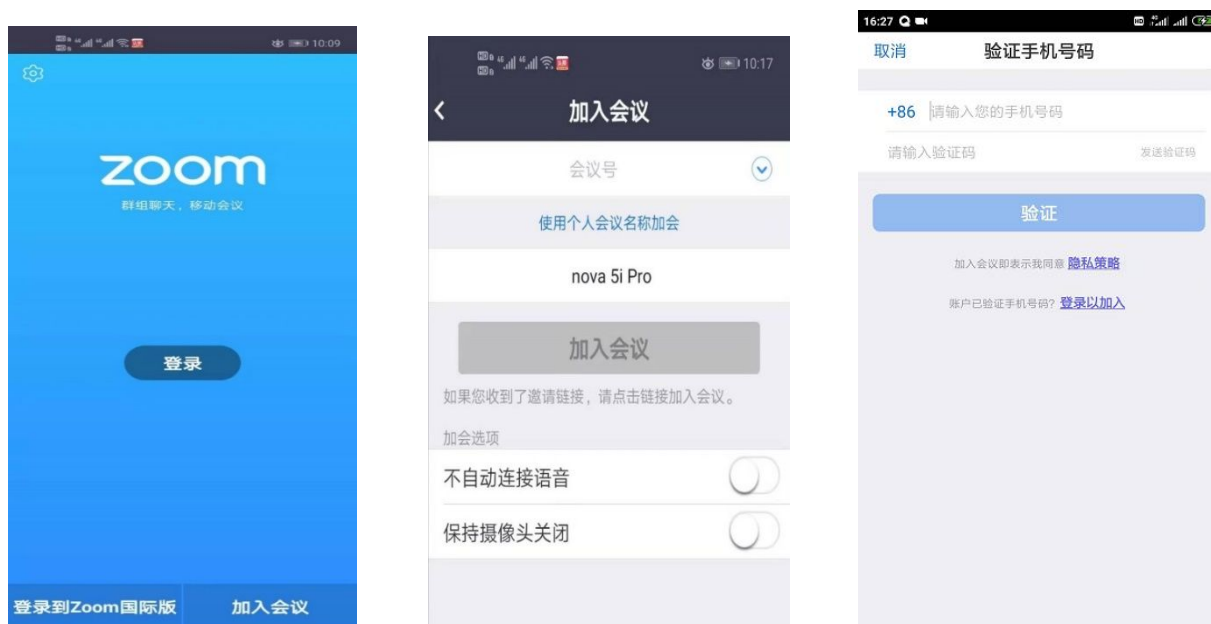 10:09
zoom
群组聊天，移动会议
登录
登录到Zoom国际版
加入会议
10:17
加入会议
会议号
使用个人会议名称加会
nova 5i Pro
加入会议
如果您收到了邀请链接，请点击链接加入会议。
加会选项
不自动连接语音
保持摄像头关闭
16:27
取消
验证手机号码
+86 请输入您的手机号码
请输入验证码
发送验证码
验证
加入会议即表示我同意 隐私策略
账户已验证手机号码? 登录以加入